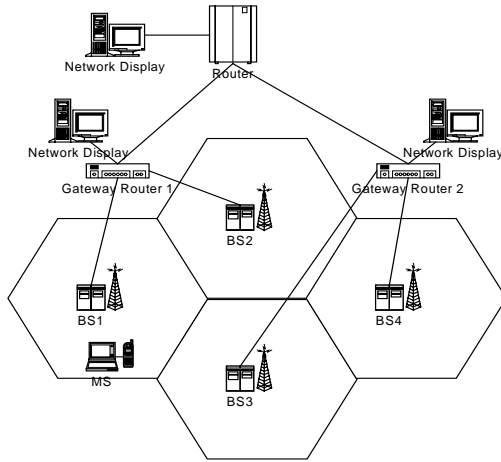 Network Display
Router
Network Display
Network Display
Gateway Router 1
Gateway Router 2
BS2
BS1
BS4
MS
BS3